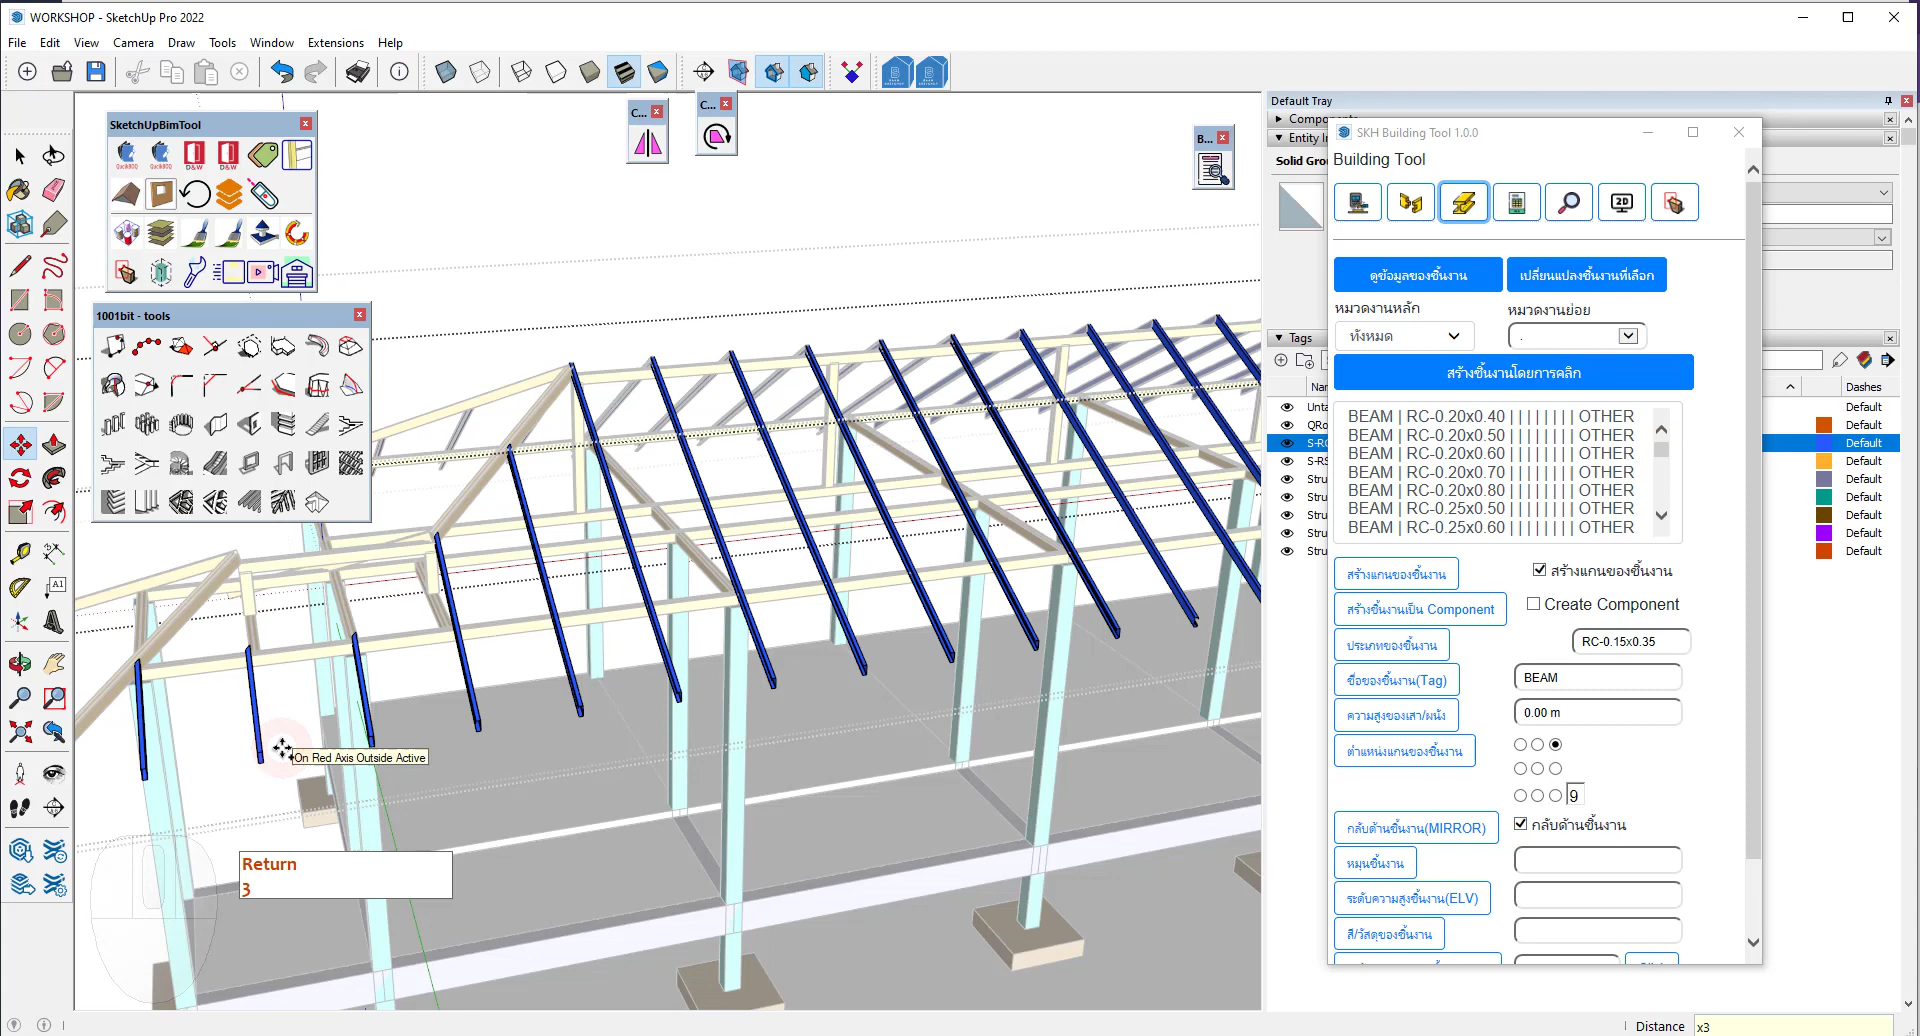 WORKSHOP - SketchUp Pro 2022
File Edit View Camera Draw Tools Window Extensions Help
SketchUpBimTool
C...
C...
B...
QuickBOQ QuickBOQ D&W D&W
1001bit - tools
On Red Axis Outside Active
Return
3
Default Tray
Compon
Entity In
Solid Gro
Tags
Nar
Dashes
Unta Default
QRo Default
S-RC Default
S-RS Default
Stru Default
Stru Default
Stru Default
Stru Default
Stru Default
SKH Building Tool 1.0.0
Building Tool
2D
ดูข้อมูลของชิ้นงาน เปลี่ยนแปลงชิ้นงานที่เลือก
หมวดงานหลัก หมวดงานย่อย
ทั้งหมด .
สร้างชิ้นงานโดยการคลิก
BEAM | RC-0.20x0.40 | | | | | | | | OTHER
BEAM | RC-0.20x0.50 | | | | | | | | OTHER
BEAM | RC-0.20x0.60 | | | | | | | | OTHER
BEAM | RC-0.20x0.70 | | | | | | | | OTHER
BEAM | RC-0.20x0.80 | | | | | | | | OTHER
BEAM | RC-0.25x0.50 | | | | | | | | OTHER
BEAM | RC-0.25x0.60 | | | | | | | | OTHER
สร้างแกนของชิ้นงาน สร้างแกนของชิ้นงาน
สร้างชิ้นงานเป็น Component Create Component
ประเภทของชิ้นงาน RC-0.15x0.35
ชื่อของชิ้นงาน(Tag) BEAM
ความสูงของเสา/ผนัง 0.00 m
ตำแหน่งแกนของชิ้นงาน
9
กลับด้านชิ้นงาน(MIRROR) กลับด้านชิ้นงาน
หมุนชิ้นงาน
ระดับความสูงชิ้นงาน(ELV)
สี/วัสดุของชิ้นงาน
Distance x3